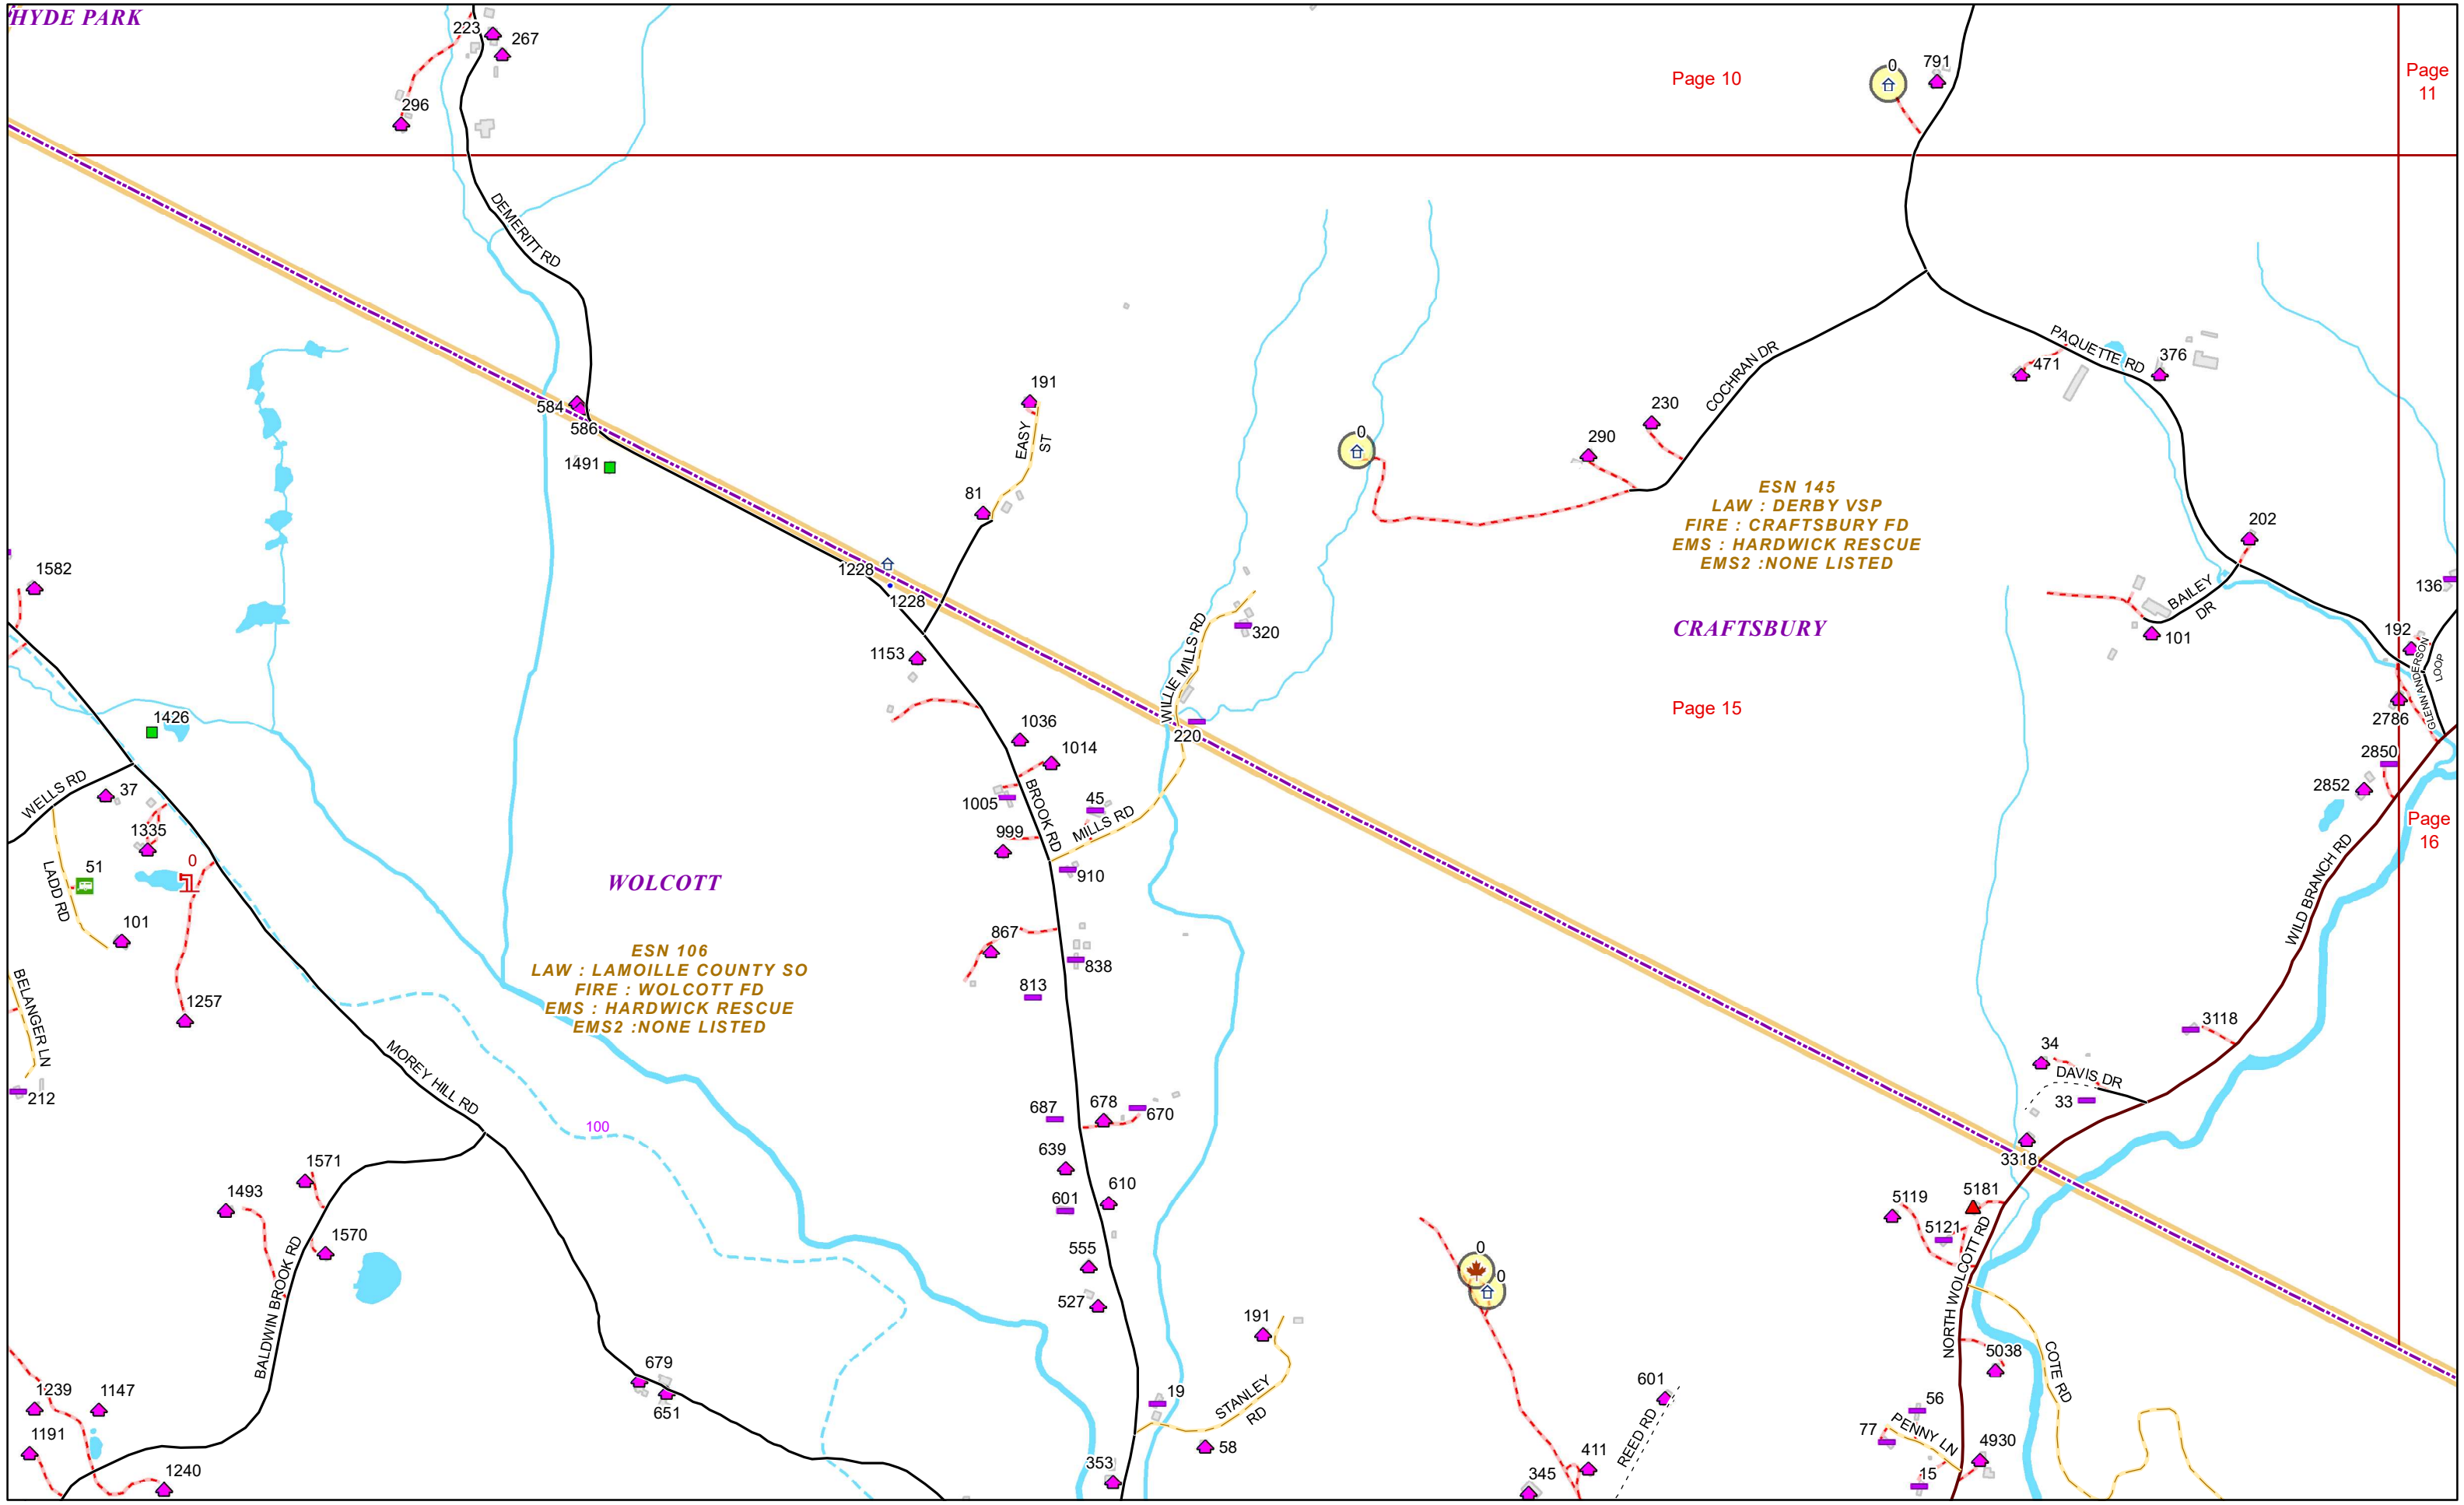 HYDE PARK
223
267
296
Page 10
0
791
Page
11
DEMERITT RD
584
586
1491
191
EASY
ST
81
0
290
230
COCHRAN DR
PAQUETTE RD
471
376
ESN 145
LAW : DERBY VSP
FIRE : CRAFTSBURY FD
EMS : HARDWICK RESCUE
EMS2 :NONE LISTED
202
BAILEY
DR
101
136
192
GLENN ANDERSON
LOOP
2786
2850
2852
Page
16
CRAFTSBURY
Page 15
1582
1228
1228
1153
320
WILLIE MILLS RD
220
1426
1036
1014
1005
BROOK RD
45
MILLS RD
999
910
WELLS RD
37
1335
0
51
LADD RD
101
1257
BELANGER LN
212
WOLCOTT
ESN 106
LAW : LAMOILLE COUNTY SO
FIRE : WOLCOTT FD
EMS : HARDWICK RESCUE
EMS2 :NONE LISTED
867
838
813
WILD BRANCH RD
3118
34
DAVIS DR
33
3318
MOREY HILL RD
100
687
678
670
639
601
610
555
527
1571
1493
1570
BALDWIN BROOK RD
5119
5181
5121
NORTH WOLCOTT RD
5038
COTE RD
0
0
191
19
STANLEY
RD
58
353
679
651
1239
1147
1191
1240
601
REED RD
411
345
56
77
PENNY LN
4930
15